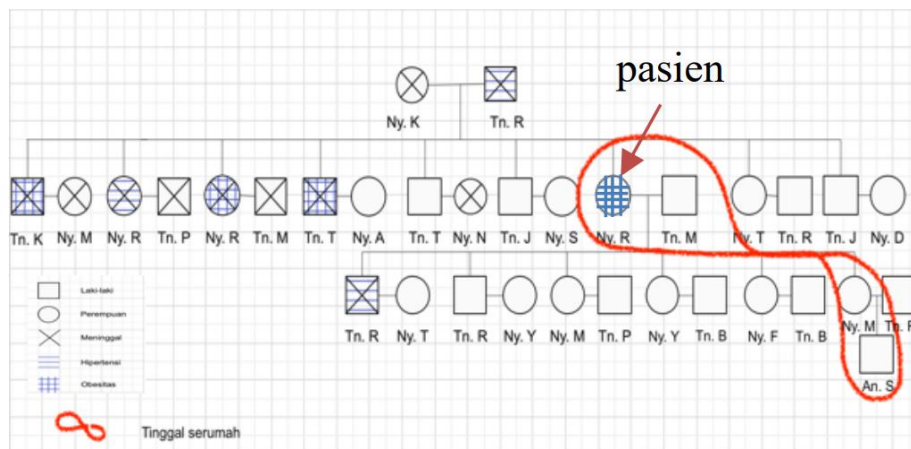 pasien
Ny. K
Tn. R
Tn. K Ny. M Ny. R Tn. P Ny. R Tn. M Tn. T Ny. A Tn. T Ny. N Tn. J Ny. S Ny. R Tn. M Ny. T Tn. R Tn. J Ny. D
Tn. R Ny. T Tn. R Ny. Y Ny. M Tn. P Ny. Y Tn. B Ny. F Tn. B Ny. M
An. S
Laki-laki
Perempuan
Meninggal
Hipertensi
Obesitas
Tinggal serumah